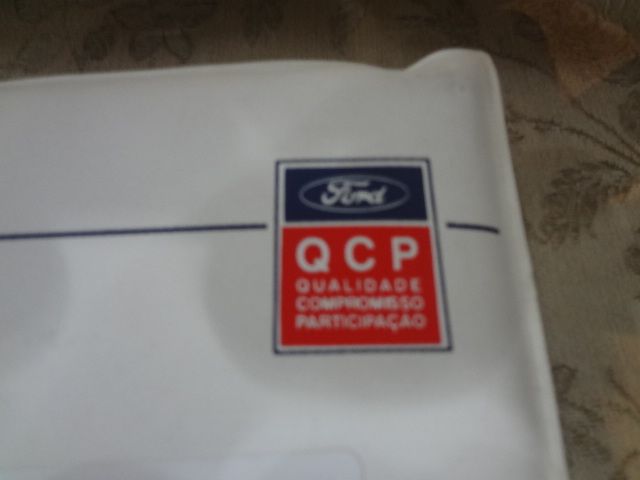 Ford
QCP
QUALIDADE
COMPROMISSO
PARTICIPAÇÃO